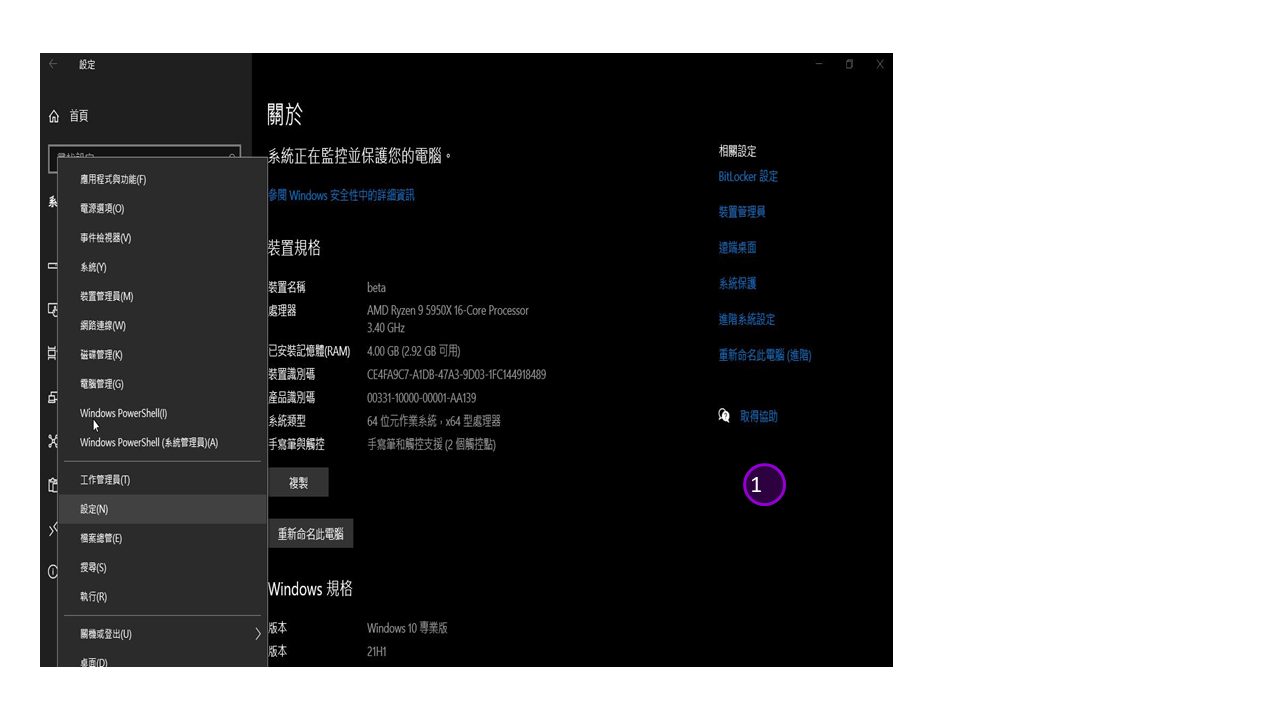 設定
首頁
應用程式與功能(F)
電源選項(O)
事件檢視器(V)
系統(Y)
裝置管理員(M)
網路連線(W)
磁碟管理(K)
電腦管理(G)
Windows PowerShell(I)
Windows PowerShell (系統管理員)(A)
工作管理員(T)
設定(N)
檔案總管(E)
搜尋(S)
執行(R)
關機或登出(U)
桌面(D)
關於
系統正在監控並保護您的電腦。
參閱 Windows 安全性中的詳細資訊
裝置規格
裝置名稱 beta
處理器 AMD Ryzen 9 5950X 16-Core Processor
3.40 GHz
已安裝記憶體(RAM) 4.00 GB (2.92 GB 可用)
裝置識別碼 CE4FA9C7-A1DB-47A3-9D03-1FC144918489
產品識別碼 00331-10000-00001-AA139
系統類型 64 位元作業系統，x64 型處理器
手寫筆與觸控 手寫筆和觸控支援 (2 個觸控點)
複製
重新命名此電腦
Windows 規格
版本 Windows 10 專業版
版本 21H1
相關設定
BitLocker 設定
裝置管理員
遠端桌面
系統保護
進階系統設定
重新命名此電腦 (進階)
取得協助
1